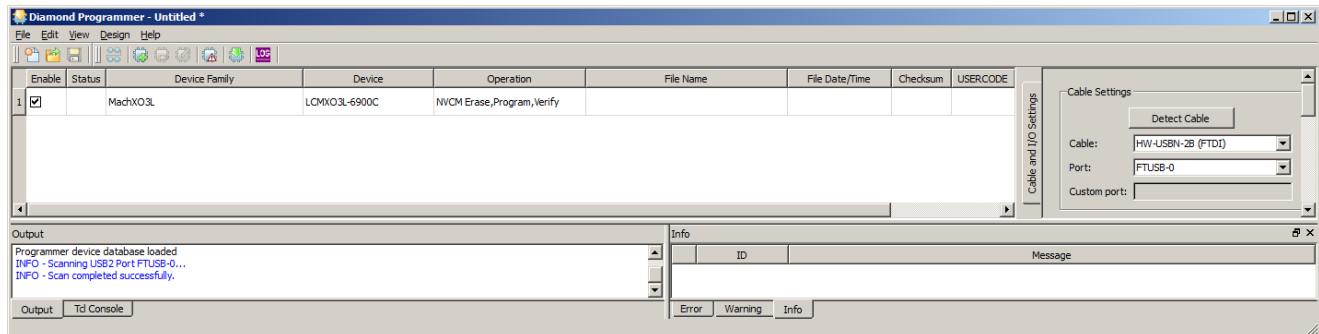 Diamond Programmer - Untitled *
File Edit View Design Help
LOG
Enable Status Device Family Device Operation File Name File Date/Time Checksum USERCODE
1 MachXO3L LCMXO3L-6900C NVCM Erase,Program,Verify
Cable and I/O Settings
Cable Settings
Detect Cable
Cable: HW-USBN-2B (FTDI)
Port: FTUSB-0
Custom port:
Output
Programmer device database loaded
INFO - Scanning USB2 Port FTUSB-0...
INFO - Scan completed successfully.
Output Tcl Console
Info
ID Message
Error Warning Info